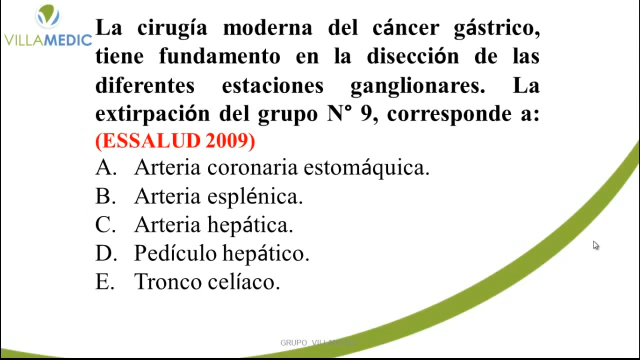 VILLAMEDIC
La cirugía moderna del cáncer gástrico,
tiene fundamento en la disección de las
diferentes estaciones ganglionares. La
extirpación del grupo N° 9, corresponde a:
(ESSALUD 2009)
A. Arteria coronaria estomáquica.
B. Arteria esplénica.
C. Arteria hepática.
D. Pedículo hepático.
E. Tronco celíaco.
GRUPO